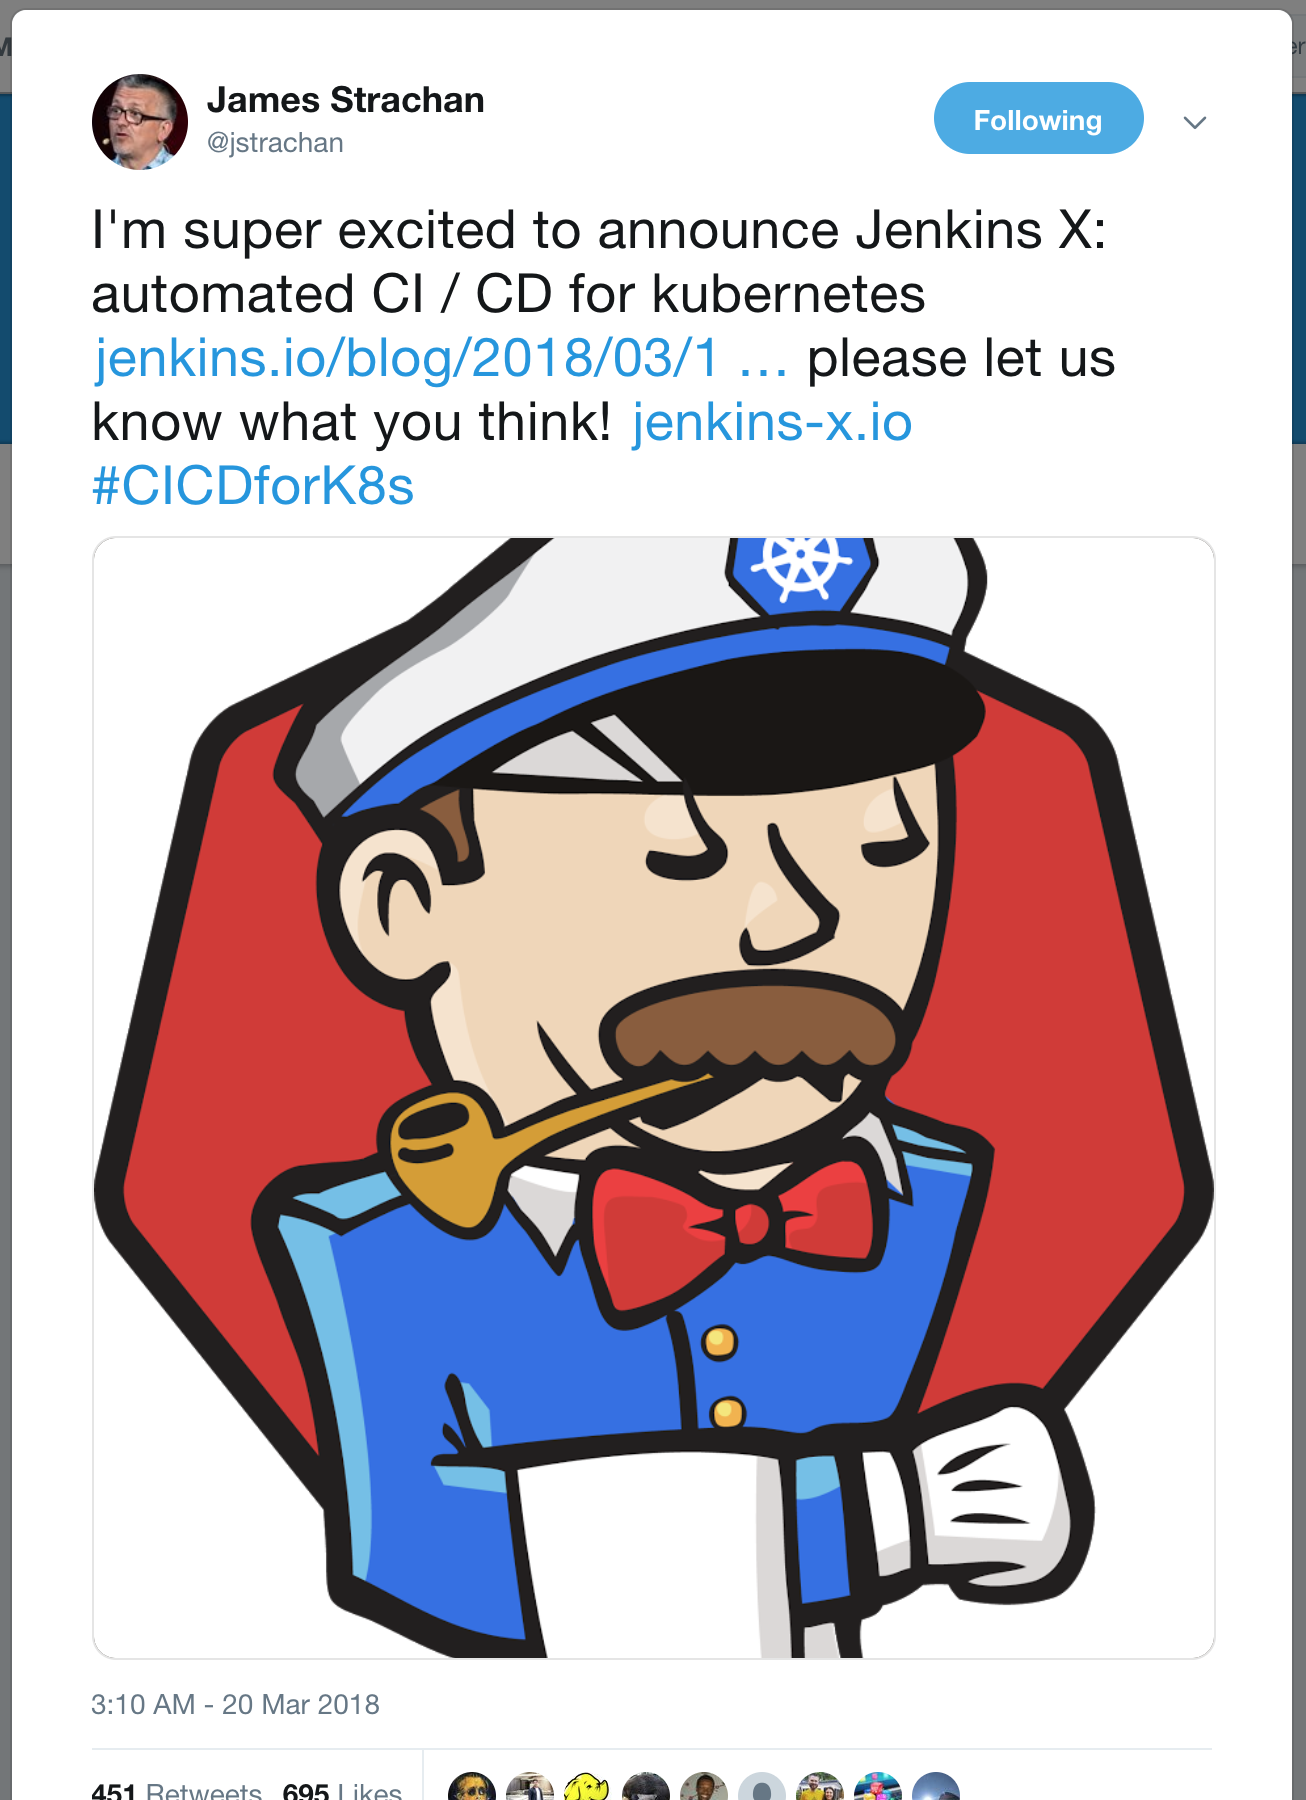 James Strachan
@jstrachan
Following
I'm super excited to announce Jenkins X:
automated CI / CD for kubernetes
jenkins.io/blog/2018/03/1 … please let us
know what you think! jenkins-x.io
#CICDforK8s
3:10 AM - 20 Mar 2018
451 Retweets 695 Likes